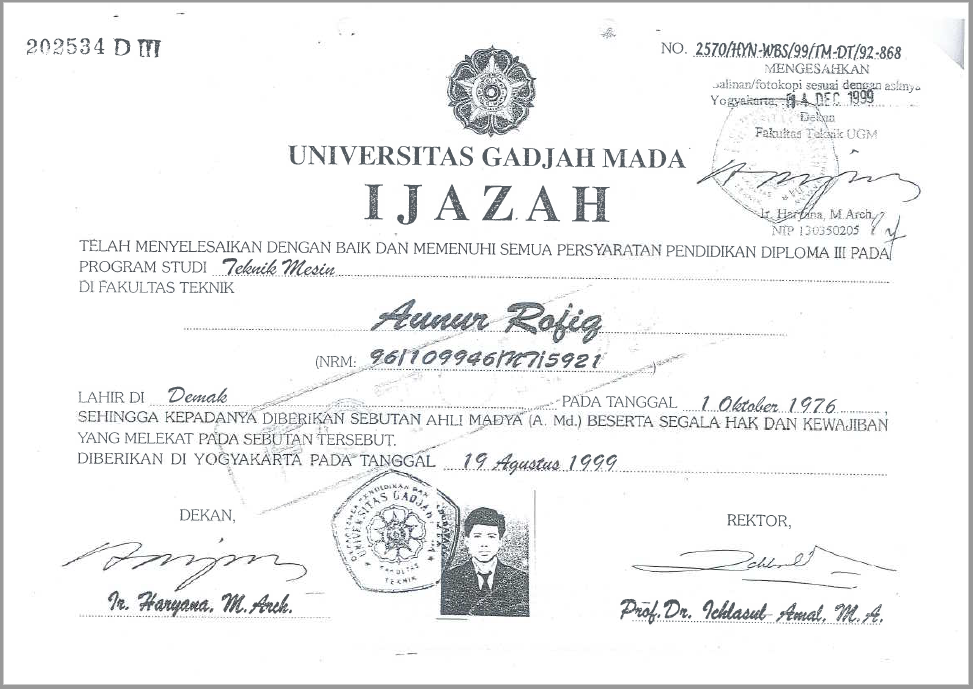 202534 D III
NO. 2570/HYN-WBS/99/TM-DT/92-868
MENGESAHKAN
salinan/fotokopi sesuai dengan aslinya
Yogyakarta, 14 DEC 1999
Dekan
Fakultas Teknik UGM
Ir. Haryana, M.Arch.
NIP 130350205
UNIVERSITAS GADJAH MADA
IJAZAH
TELAH MENYELESAIKAN DENGAN BAIK DAN MEMENUHI SEMUA PERSYARATAN PENDIDIKAN DIPLOMA III PADA
PROGRAM STUDI Teknik Mesin
DI FAKULTAS TEKNIK
Aunur Rofiq
(NRM: 96/109946/NT/5921)
LAHIR DI Demak PADA TANGGAL 1 Oktober 1976,
SEHINGGA KEPADANYA DIBERIKAN SEBUTAN AHLI MADYA (A. Md.) BESERTA SEGALA HAK DAN KEWAJIBAN
YANG MELEKAT PADA SEBUTAN TERSEBUT.
DIBERIKAN DI YOGYAKARTA PADA TANGGAL 19 Agustus 1999
DEKAN,
Ir. Haryana, M.Arch.
UNIVERSITAS GADJAH MADA
FAKULTAS
TEKNIK
REKTOR,
Prof. Dr. Ichlasul Amal, M.A.